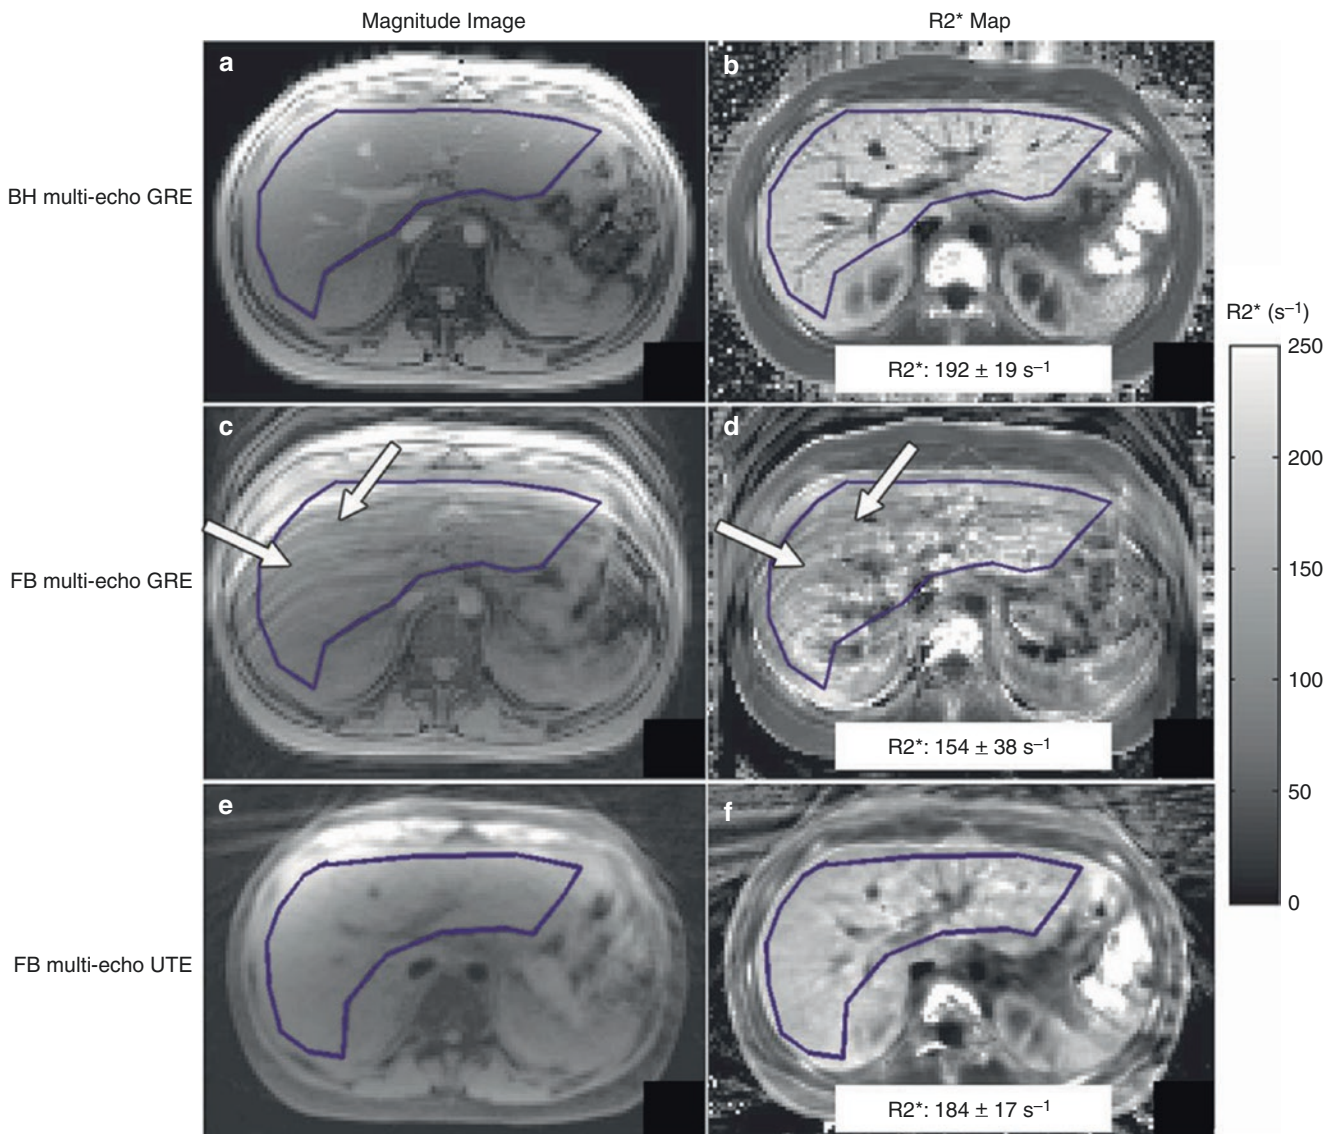 Magnitude Image
R2* Map
a
b
BH multi-echo GRE
R2*: 192 ± 19 s⁻¹
R2* (s⁻¹)
250
200
150
100
50
0
c
d
FB multi-echo GRE
R2*: 154 ± 38 s⁻¹
e
f
FB multi-echo UTE
R2*: 184 ± 17 s⁻¹